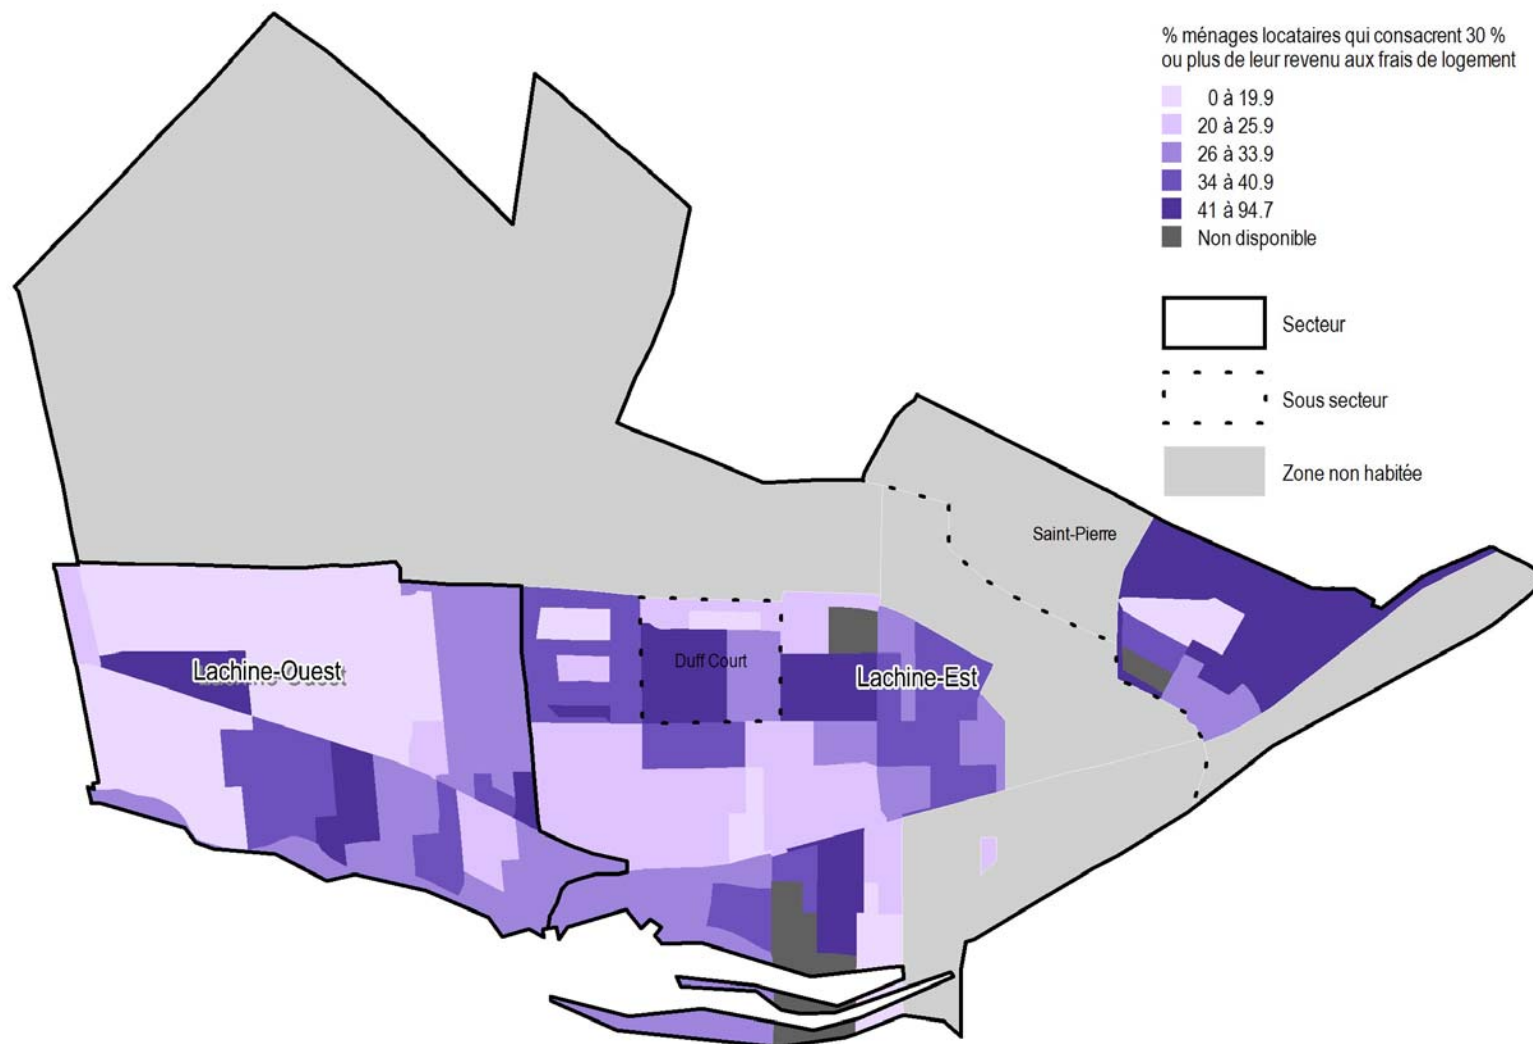 % ménages locataires qui consacrent 30 %
ou plus de leur revenu aux frais de logement
0 à 19.9
20 à 25.9
26 à 33.9
34 à 40.9
41 à 94.7
Non disponible
Secteur
Sous secteur
Zone non habitée
Saint-Pierre
Duff Court
Lachine-Ouest
Lachine-Est